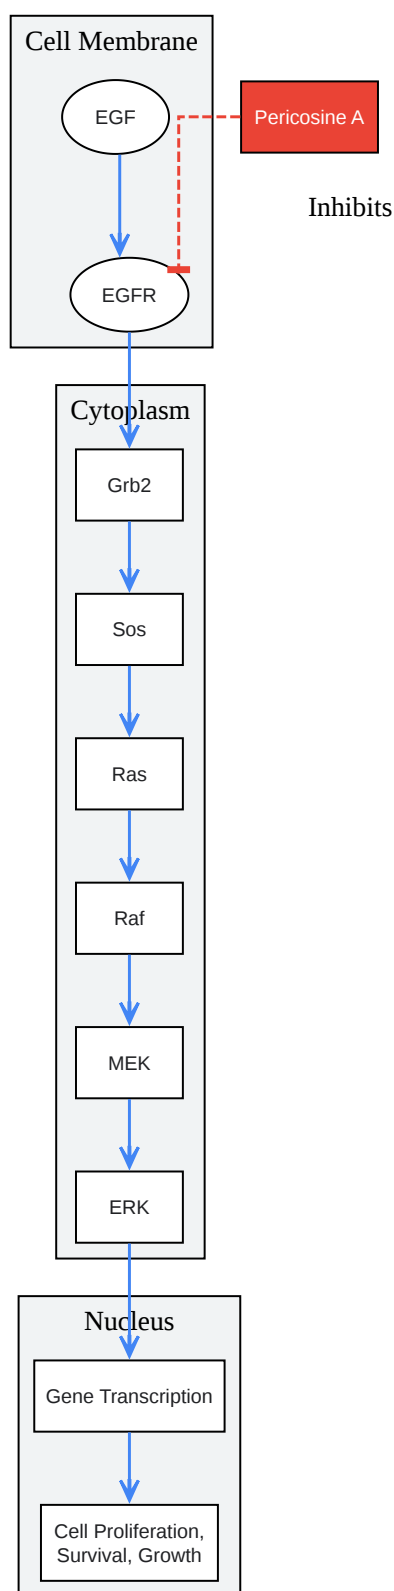 Cell Membrane
EGF
Pericosine A
Inhibits
EGFR
Cytoplasm
Grb2
Sos
Ras
Raf
MEK
ERK
Nucleus
Gene Transcription
Cell Proliferation,
Survival, Growth